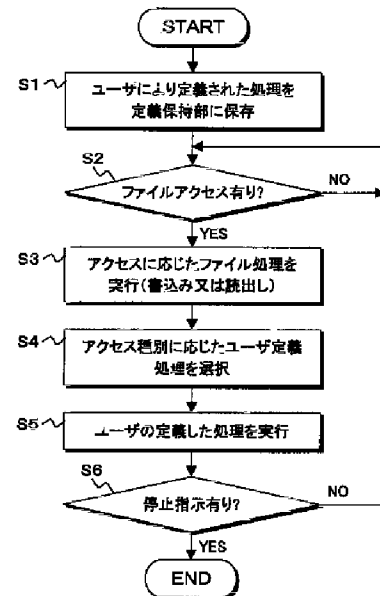 START
S1
ユーザにより定義された処理を
定義保持部に保存
S2
ファイルアクセス有り?
NO
YES
S3
アクセスに応じたファイル処理を
実行(書込み又は読出し)
S4
アクセス種別に応じたユーザ定義
処理を選択
S5
ユーザの定義した処理を実行
S6
停止指示有り?
NO
YES
END